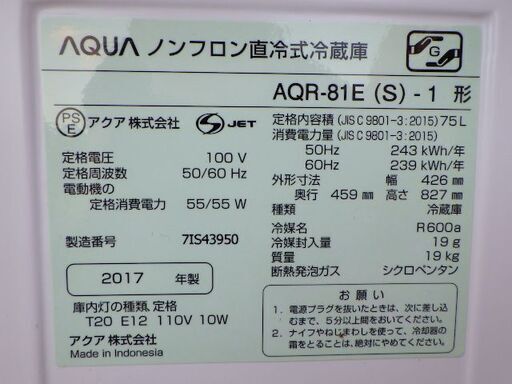 AQUA ノンフロン直冷式冷蔵庫
G
AQR-81E (S) - 1 形
PS E アクア株式会社 S JET
定格電圧 100 V
定格周波数 50/60 Hz
電動機の
定格消費電力 55/55 W
製造番号 7IS43950
2017 年製
庫内灯の種類、定格
T20 E12 110V 10W
アクア株式会社
Made in Indonesia
定格内容積 (JIS C 9801-3:2015) 75 L
消費電力量 (JIS C 9801-3:2015)
50Hz 243 kWh/年
60Hz 239 kWh/年
外形寸法 幅 426 mm
奥行 459 mm 高さ 827 mm
種類 冷蔵庫
冷媒名 R600a
冷媒封入量 19 g
質量 19 kg
断熱発泡ガス シクロペンタン
お 願 い
1. 電源プラグを抜いたときは、次に差し込
むまで、5分以上間をおいてください。
2. ナイフやねじまわしを使って、冷却器の
霜をとることは、絶対にやめてください。